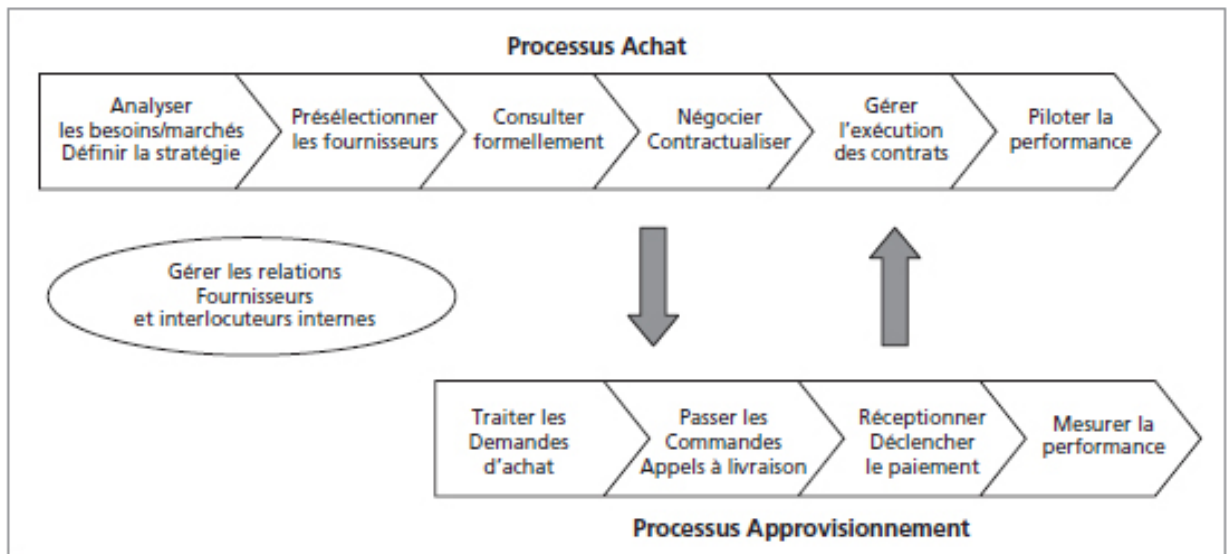 Processus Achat
Analyser
les besoins/marchés
Définir la stratégie
Présélectionner
les fournisseurs
Consulter
formellement
Négocier
Contractualiser
Gérer
l'exécution
des contrats
Piloter la
performance
Gérer les relations
Fournisseurs
et interlocuteurs internes
Traiter les
Demandes
d'achat
Passer les
Commandes
Appels à livraison
Réceptionner
Déclencher
le paiement
Mesurer la
performance
Processus Approvisionnement